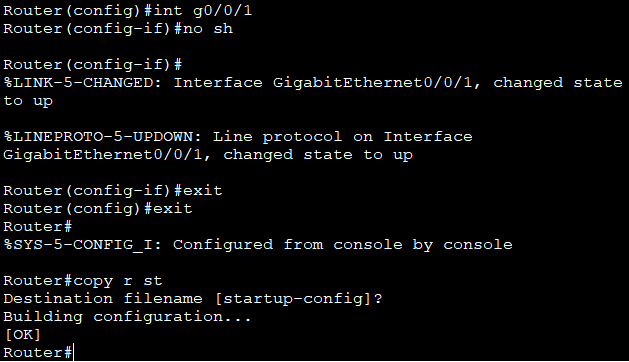 Router(config)#int g0/0/1
Router(config-if)#no sh
Router(config-if)#
%LINK-5-CHANGED: Interface GigabitEthernet0/0/1, changed state
to up
%LINEPROTO-5-UPDOWN: Line protocol on Interface
GigabitEthernet0/0/1, changed state to up
Router(config-if)#exit
Router(config)#exit
Router#
%SYS-5-CONFIG_I: Configured from console by console
Router#copy r st
Destination filename [startup-config]?
Building configuration...
[OK]
Router#